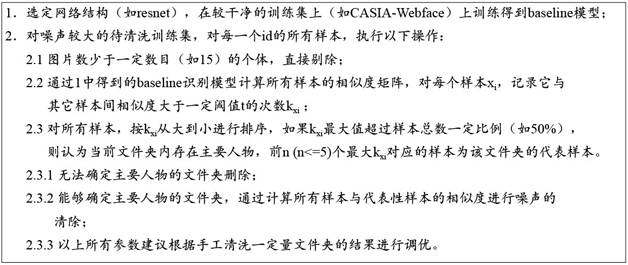 1. 选定网络结构（如resnet），在较干净的训练集上（如CASIA-Webface）上训练得到baseline模型；
2. 对噪声较大的待清洗训练集，对每一个id的所有样本，执行以下操作：
2.1 图片数少于一定数目（如15）的个体，直接剔除；
2.2 通过1中得到的baseline识别模型计算所有样本的相似度矩阵，对每个样本xi，记录它与
其它样本间相似度大于一定阈值t的次数kxi；
2.3 对所有样本，按kxi从大到小进行排序，如果kxi最大值超过样本总数一定比例（如50%），
则认为当前文件夹内存在主要人物，前n (n<=5)个最大kxi对应的样本为该文件夹的代表样本。
2.3.1 无法确定主要人物的文件夹删除；
2.3.2 能够确定主要人物的文件夹，通过计算所有样本与代表性样本的相似度进行噪声的
清除；
2.3.3 以上所有参数建议根据手工清洗一定量文件夹的结果进行调优。